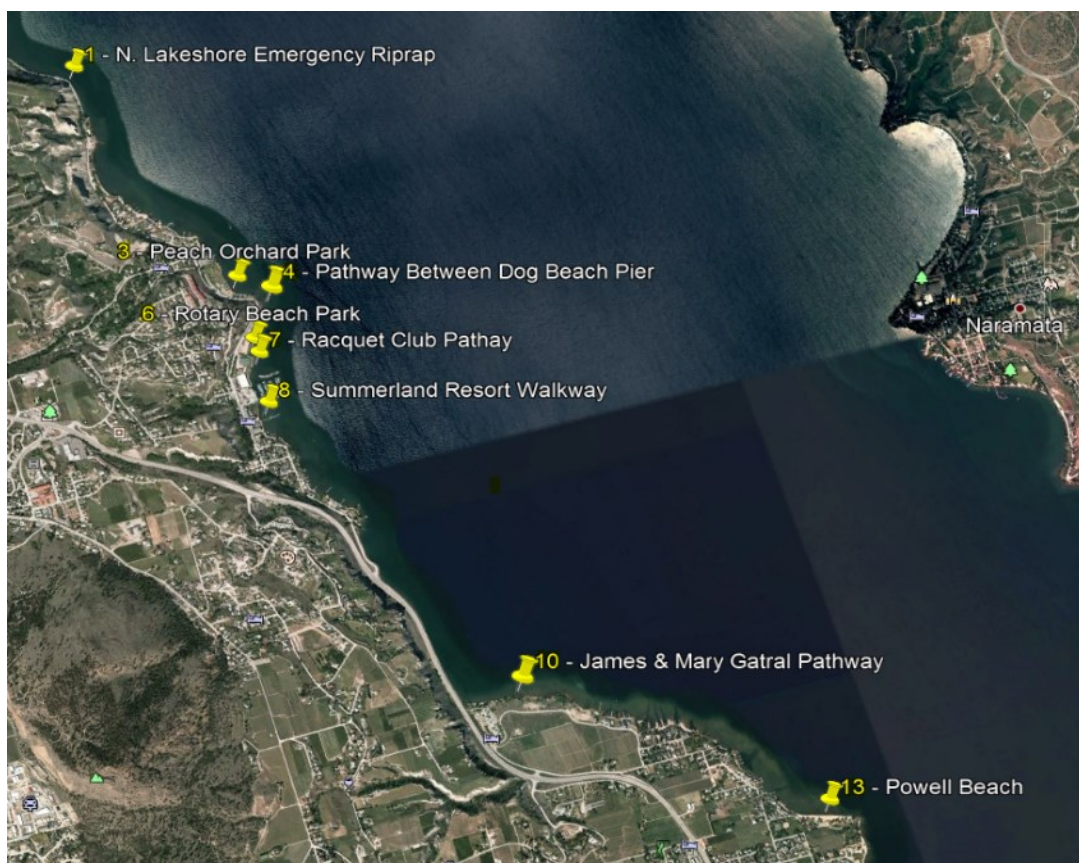 1 - N. Lakeshore Emergency Riprap
3 - Peach Orchard Park
4 - Pathway Between Dog Beach Pier
6 - Rotary Beach Park
7 - Racquet Club Pathay
8 - Summerland Resort Walkway
Naramata
10 - James & Mary Gatral Pathway
13 - Powell Beach